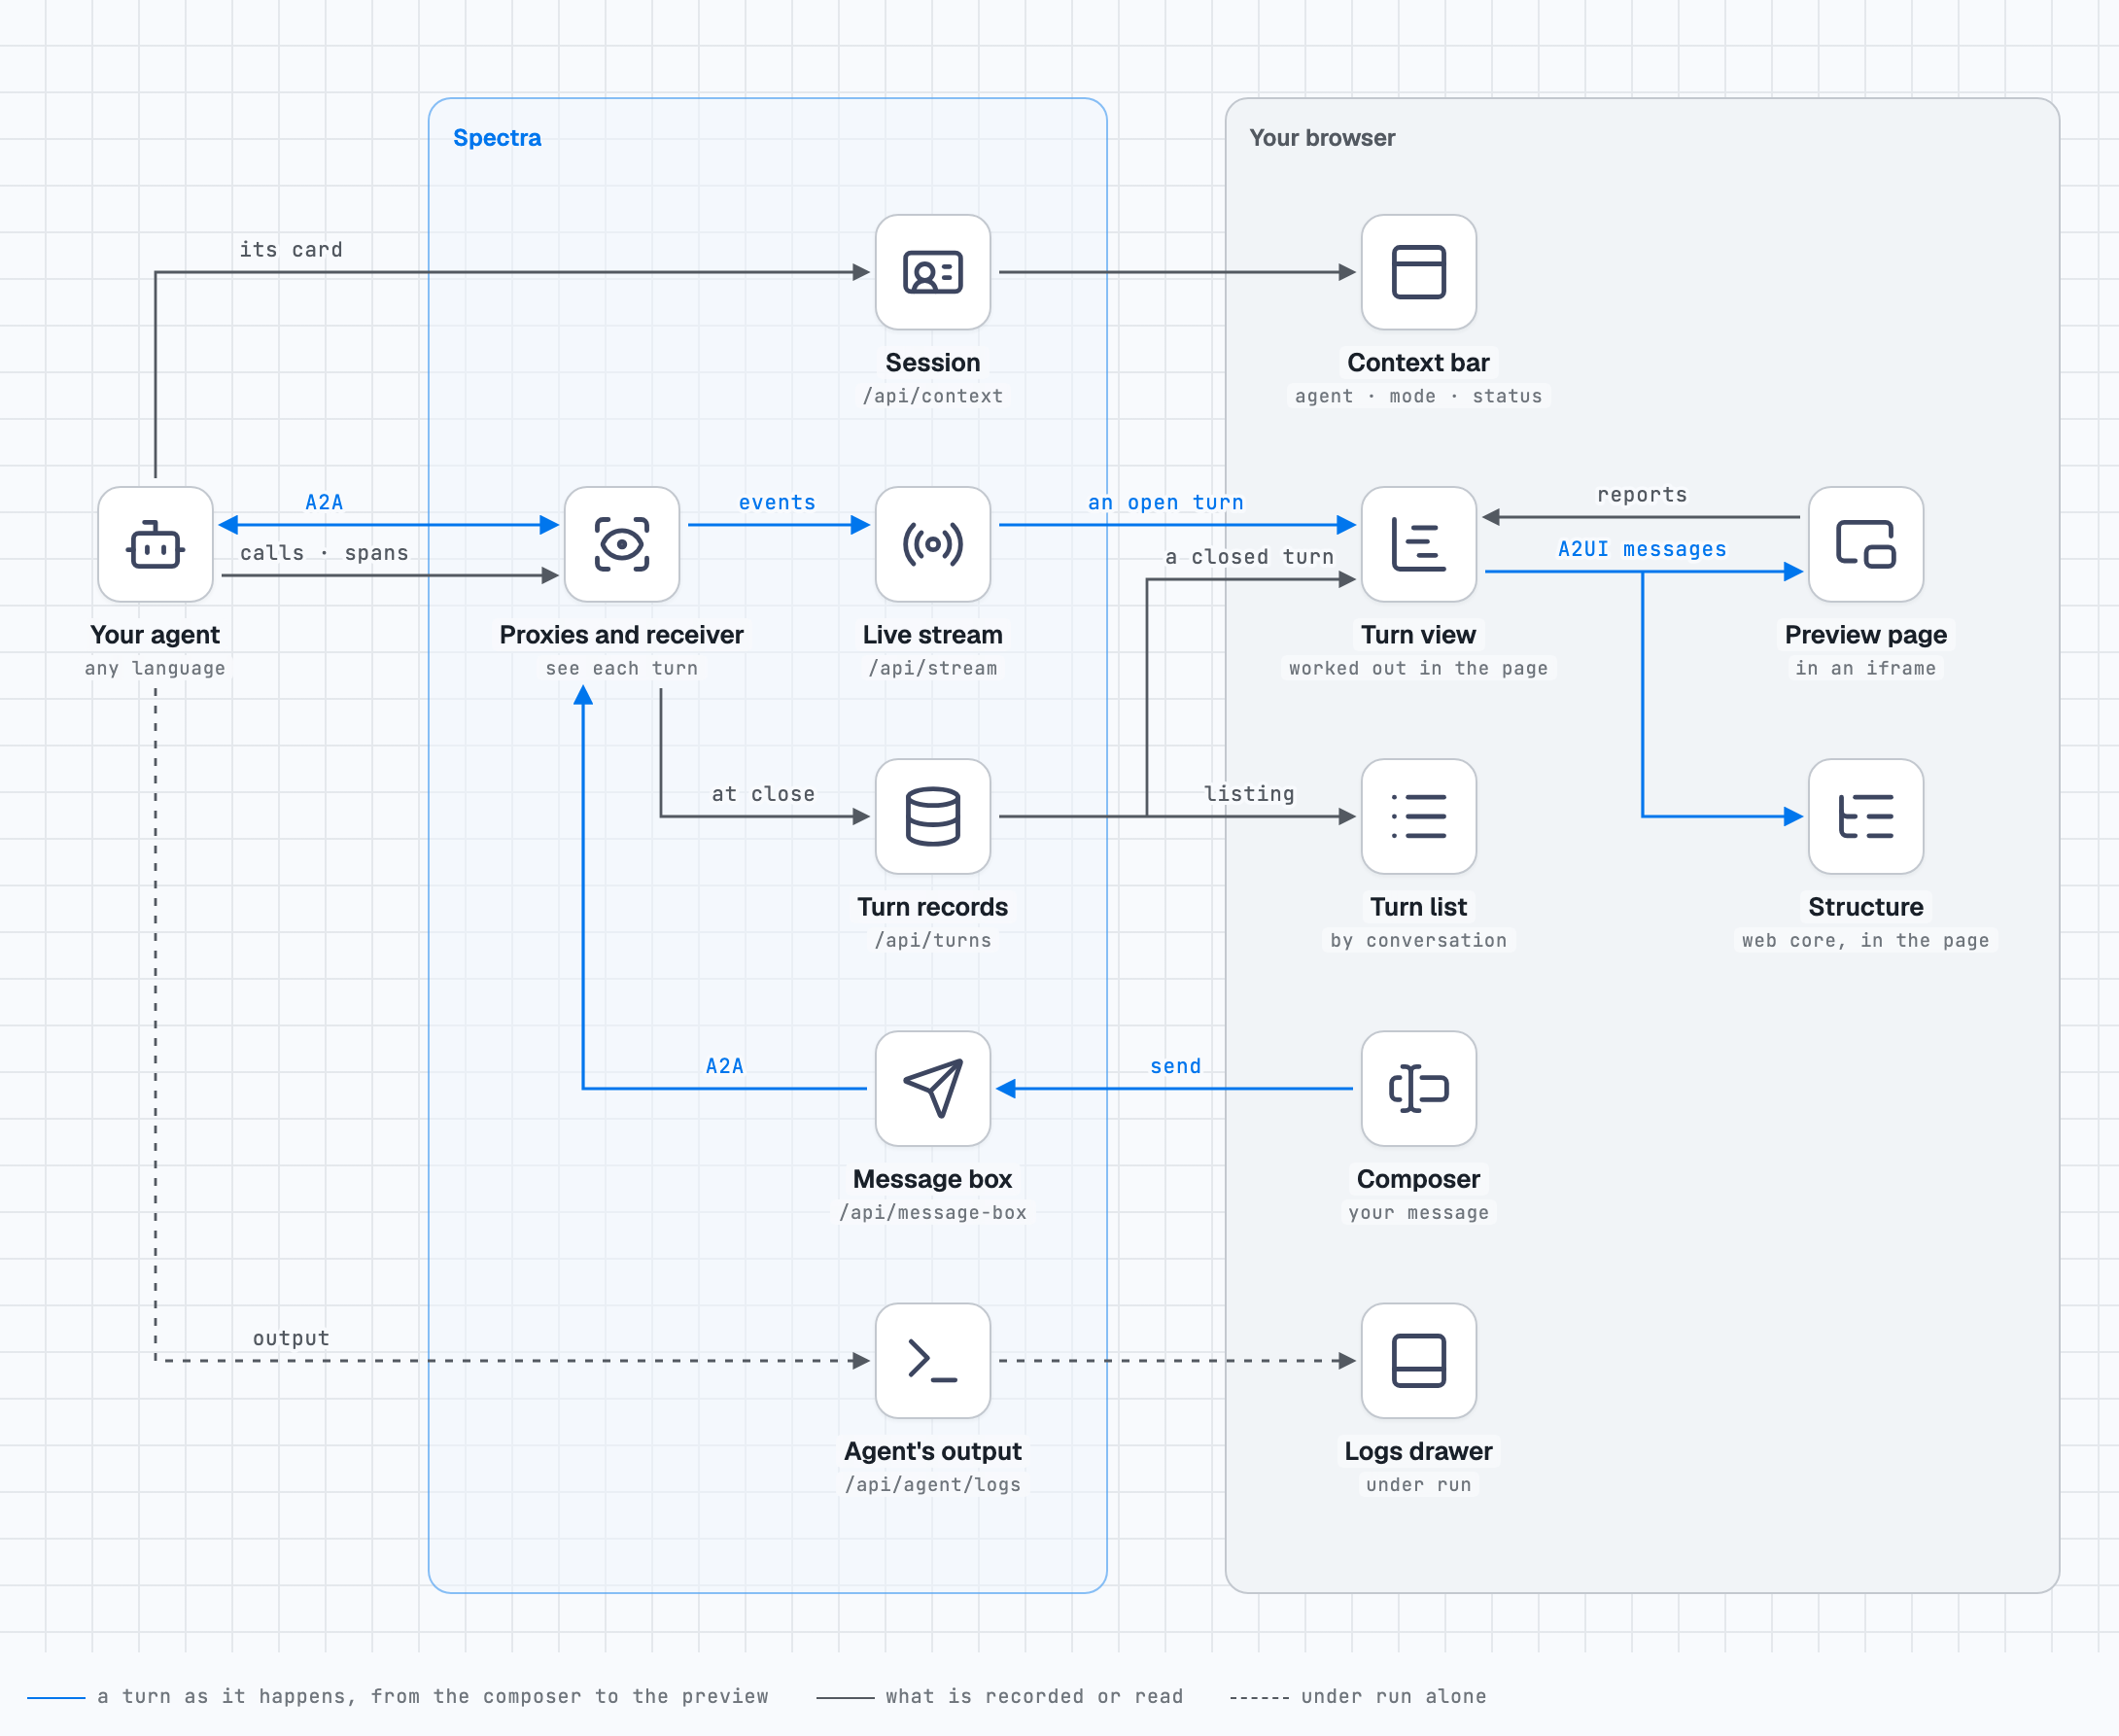 Spectra
Your browser
its card
Session
/api/context
Context bar
agent · mode · status
A2A
events
an open turn
reports
calls · spans
a closed turn
A2UI messages
Your agent
any language
Proxies and receiver
see each turn
Live stream
/api/stream
Turn view
worked out in the page
Preview page
in an iframe
at close
listing
Turn records
/api/turns
Turn list
by conversation
Structure
web core, in the page
A2A
send
Message box
/api/message-box
Composer
your message
output
Agent's output
/api/agent/logs
Logs drawer
under run
a turn as it happens, from the composer to the preview
what is recorded or read
under run alone